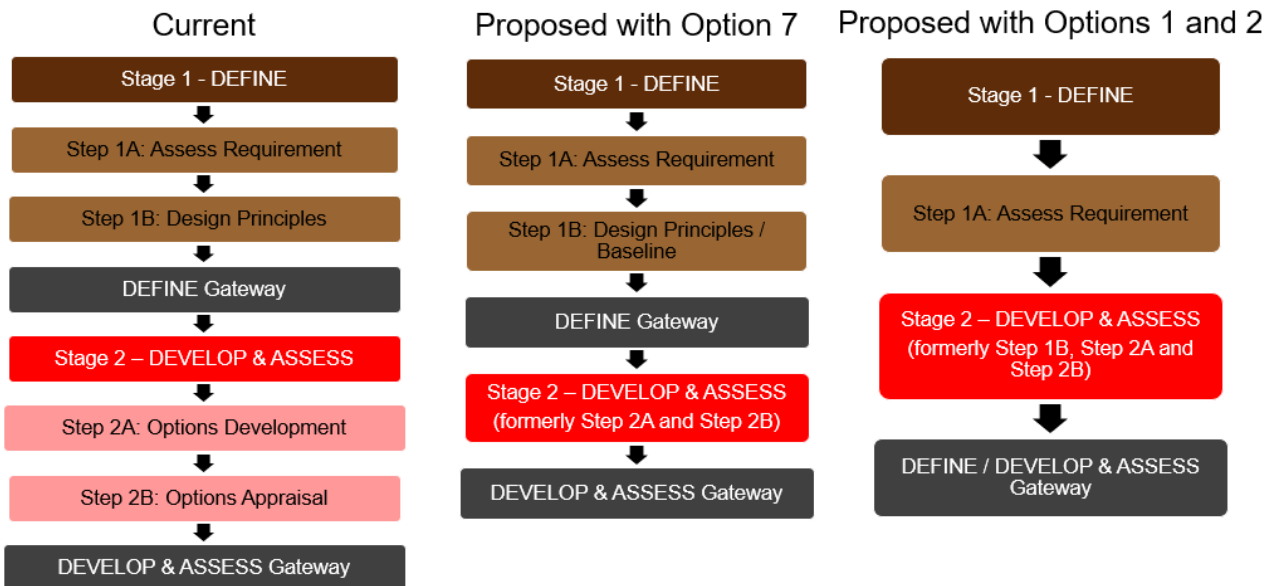 Current
Stage 1 - DEFINE
Step 1A: Assess Requirement
Step 1B: Design Principles
DEFINE Gateway
Stage 2 – DEVELOP & ASSESS
Step 2A: Options Development
Step 2B: Options Appraisal
DEVELOP & ASSESS Gateway
Proposed with Option 7
Stage 1 - DEFINE
Step 1A: Assess Requirement
Step 1B: Design Principles /
Baseline
DEFINE Gateway
Stage 2 – DEVELOP & ASSESS
(formerly Step 2A and Step 2B)
DEVELOP & ASSESS Gateway
Proposed with Options 1 and 2
Stage 1 - DEFINE
Step 1A: Assess Requirement
Stage 2 – DEVELOP & ASSESS
(formerly Step 1B, Step 2A and
Step 2B)
DEFINE / DEVELOP & ASSESS
Gateway